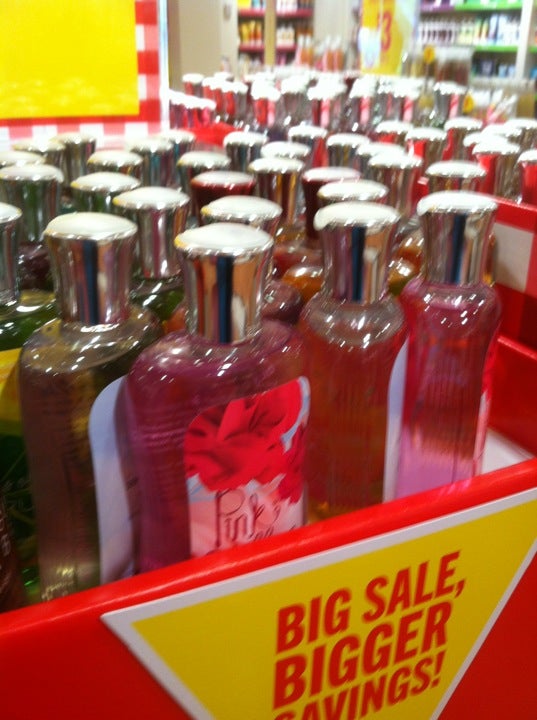 $3
Pink
BIG SALE,
BIGGER
SAVINGS!